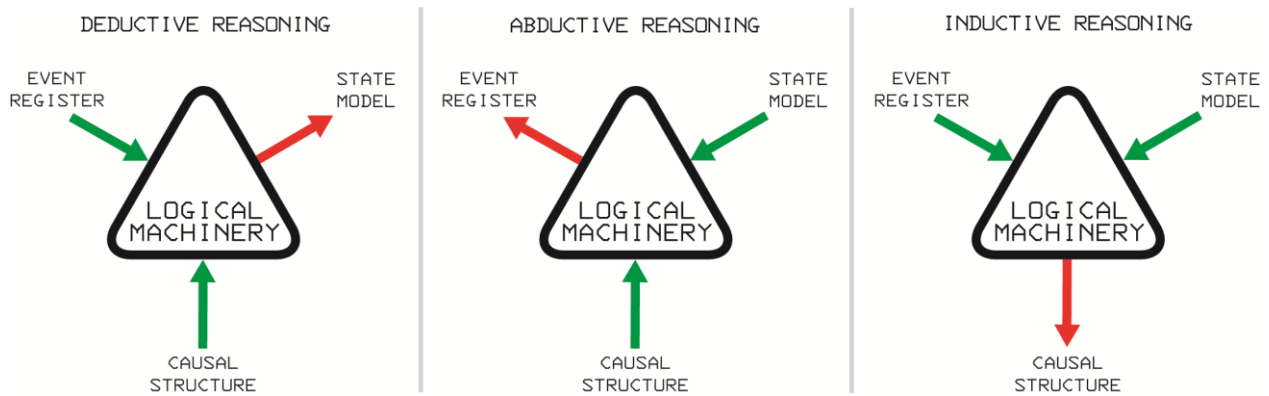 DEDUCTIVE REASONING
EVENT
REGISTER
STATE
MODEL
LOGICAL
MACHINERY
CAUSAL
STRUCTURE
ABDUCTIVE REASONING
EVENT
REGISTER
STATE
MODEL
LOGICAL
MACHINERY
CAUSAL
STRUCTURE
INDUCTIVE REASONING
EVENT
REGISTER
STATE
MODEL
LOGICAL
MACHINERY
CAUSAL
STRUCTURE